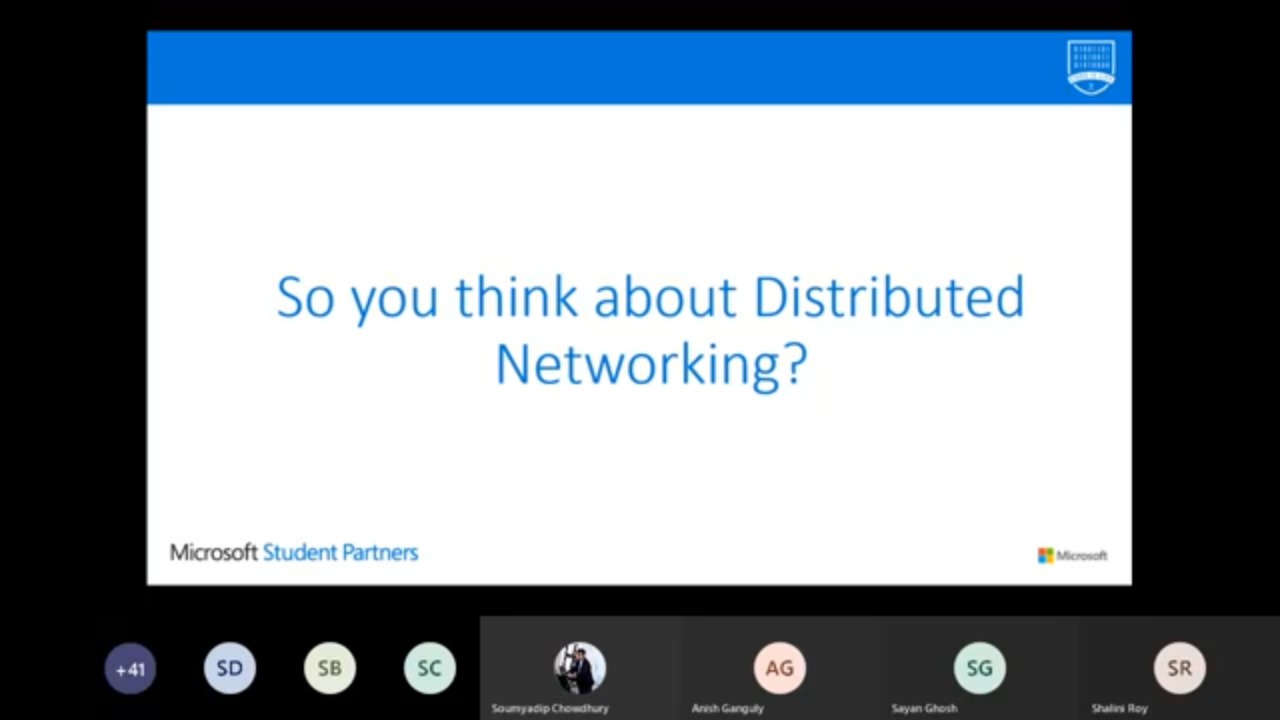 So you think about Distributed
Networking?
Microsoft Student Partners
Microsoft
+41
SD
SB
SC
AG
SG
SR
Soumyadip Chowdhury
Anish Ganguly
Sayan Ghosh
Shalini Roy